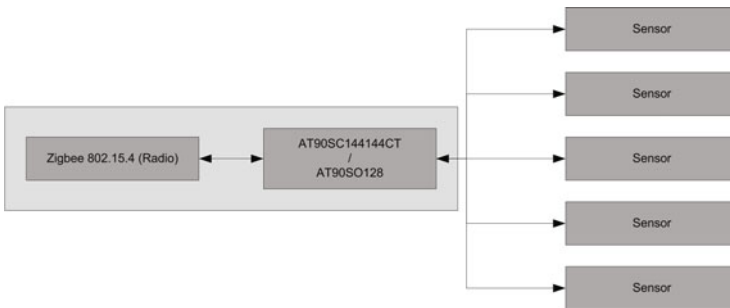 Sensor
Sensor
Zigbee 802.15.4 (Radio)
AT90SC144144CT
/
AT90SO128
Sensor
Sensor
Sensor